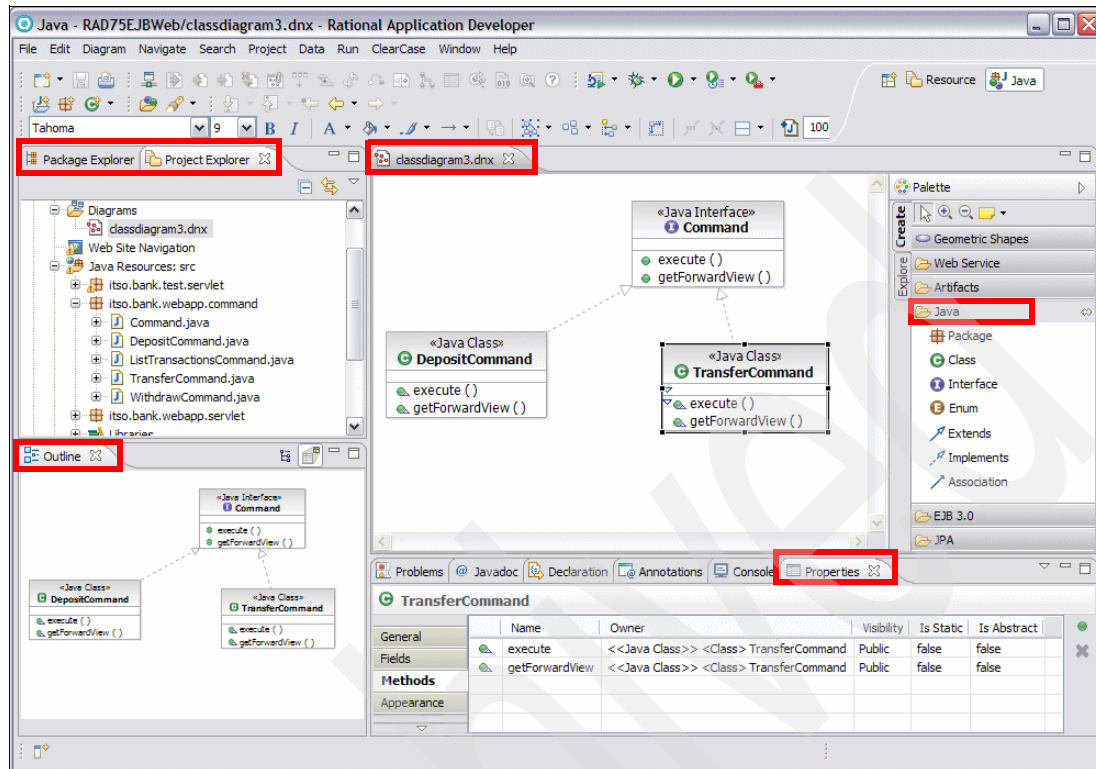 Java - RAD75EJBWeb/classdiagram3.dnx - Rational Application Developer
File Edit Diagram Navigate Search Project Data Run ClearCase Window Help
Resource Java
Tahoma 9 B I A 100
Package Explorer Project Explorer
Diagrams
classdiagram3.dnx
Web Site Navigation
Java Resources: src
itso.bank.test.servlet
itso.bank.webapp.command
Command.java
DepositCommand.java
ListTransactionsCommand.java
TransferCommand.java
WithdrawCommand.java
itso.bank.webapp.servlet
Libraries
Outline
«Java Interface»
Command
execute ( )
getForwardView ( )
«Java Class»
DepositCommand
execute ( )
getForwardView ( )
«Java Class»
TransferCommand
execute ( )
getForwardView ( )
classdiagram3.dnx
«Java Interface»
Command
execute ( )
getForwardView ( )
«Java Class»
DepositCommand
execute ( )
getForwardView ( )
«Java Class»
TransferCommand
execute ( )
getForwardView ( )
Palette
Create
Explore
Geometric Shapes
Web Service
Artifacts
Java
Package
Class
Interface
Enum
Extends
Implements
Association
EJB 3.0
JPA
Problems @ Javadoc Declaration Annotations Console Properties
TransferCommand
General
Fields
Methods
Appearance
Name Owner Visibility Is Static Is Abstract
execute <<Java Class>> <Class> TransferCommand Public false false
getForwardView <<Java Class>> <Class> TransferCommand Public false false